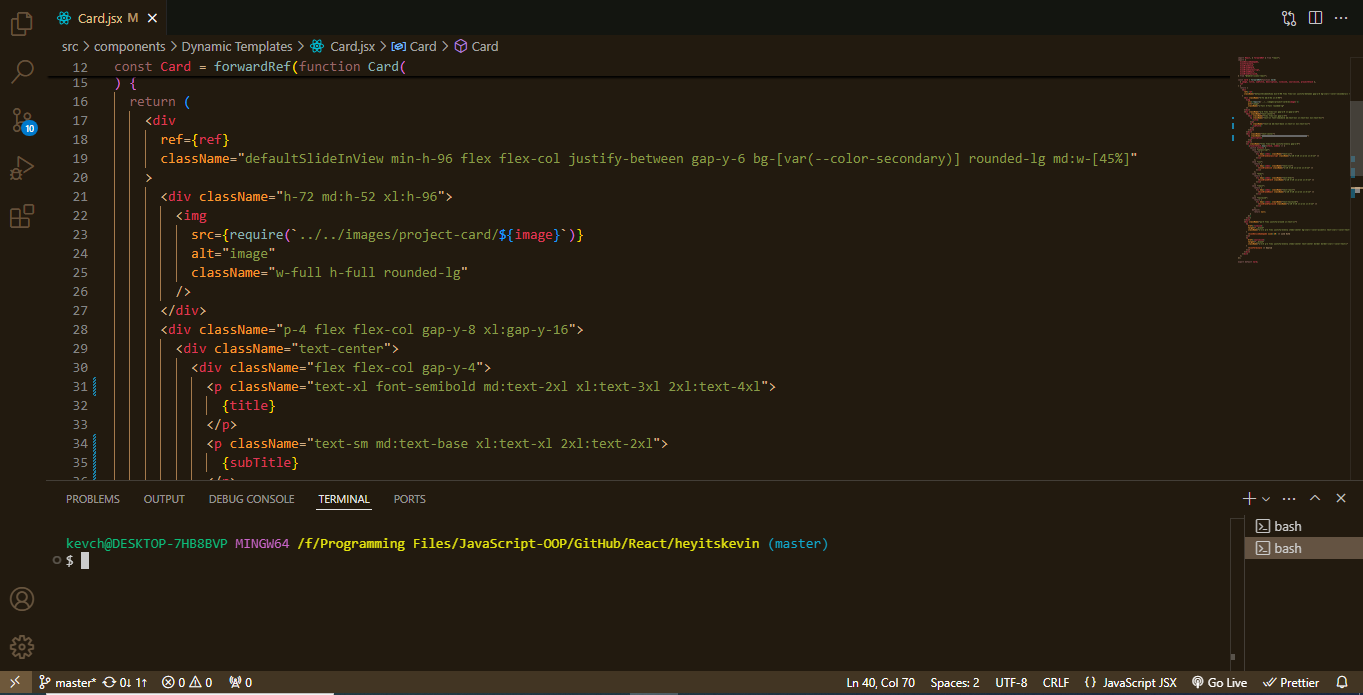 Card.jsx M
src > components > Dynamic Templates > Card.jsx > Card > Card
12 const Card = forwardRef(function Card(
15 ) {
16 return (
17 <div
18 ref={ref}
19 className="defaultSlideInView min-h-96 flex flex-col justify-between gap-y-6 bg-[var(--color-secondary)] rounded-lg md:w-[45%]"
20 >
21 <div className="h-72 md:h-52 xl:h-96">
22 <img
23 src={require(`../../images/project-card/${image}`)}
24 alt="image"
25 className="w-full h-full rounded-lg"
26 />
27 </div>
28 <div className="p-4 flex flex-col gap-y-8 xl:gap-y-16">
29 <div className="text-center">
30 <div className="flex flex-col gap-y-4">
31 <p className="text-xl font-semibold md:text-2xl xl:text-3xl 2xl:text-4xl">
32 {title}
33 </p>
34 <p className="text-sm md:text-base xl:text-xl 2xl:text-2xl">
35 {subTitle}
10
PROBLEMS OUTPUT DEBUG CONSOLE TERMINAL PORTS
bash
bash
kevch@DESKTOP-7HB8BVP MINGW64 /f/Programming Files/JavaScript-OOP/GitHub/React/heyitskevin (master)
$
master* 0↓ 1↑ 0 0 0 Ln 40, Col 70 Spaces: 2 UTF-8 CRLF {} JavaScript JSX Go Live Prettier